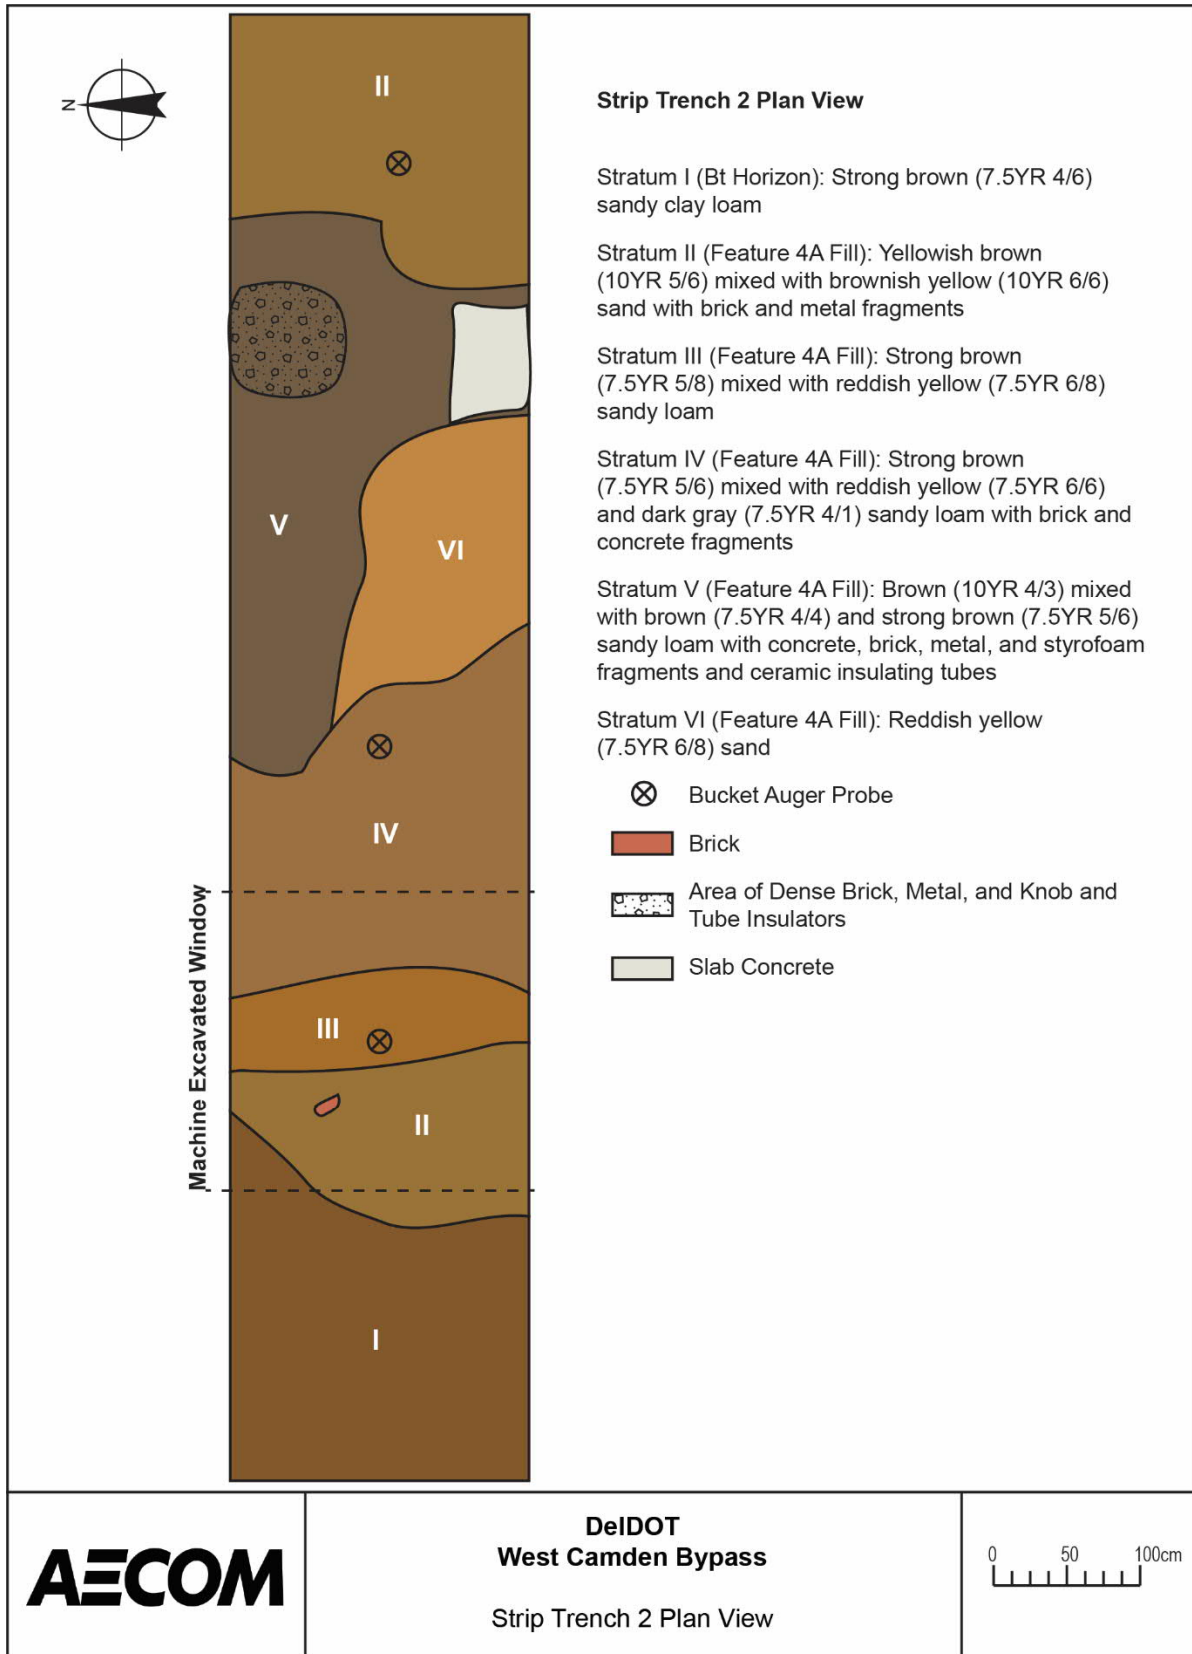 N
II
Strip Trench 2 Plan View
Stratum I (Bt Horizon): Strong brown (7.5YR 4/6)
sandy clay loam
Stratum II (Feature 4A Fill): Yellowish brown
(10YR 5/6) mixed with brownish yellow (10YR 6/6)
sand with brick and metal fragments
Stratum III (Feature 4A Fill): Strong brown
(7.5YR 5/8) mixed with reddish yellow (7.5YR 6/8)
sandy loam
Stratum IV (Feature 4A Fill): Strong brown
(7.5YR 5/6) mixed with reddish yellow (7.5YR 6/6)
and dark gray (7.5YR 4/1) sandy loam with brick and
concrete fragments
Stratum V (Feature 4A Fill): Brown (10YR 4/3) mixed
with brown (7.5YR 4/4) and strong brown (7.5YR 5/6)
sandy loam with concrete, brick, metal, and styrofoam
fragments and ceramic insulating tubes
Stratum VI (Feature 4A Fill): Reddish yellow
(7.5YR 6/8) sand
Bucket Auger Probe
Brick
Area of Dense Brick, Metal, and Knob and
Tube Insulators
Slab Concrete
V
VI
IV
Machine Excavated Window
III
II
I
AECOM
DelDOT
West Camden Bypass
Strip Trench 2 Plan View
0 50 100cm